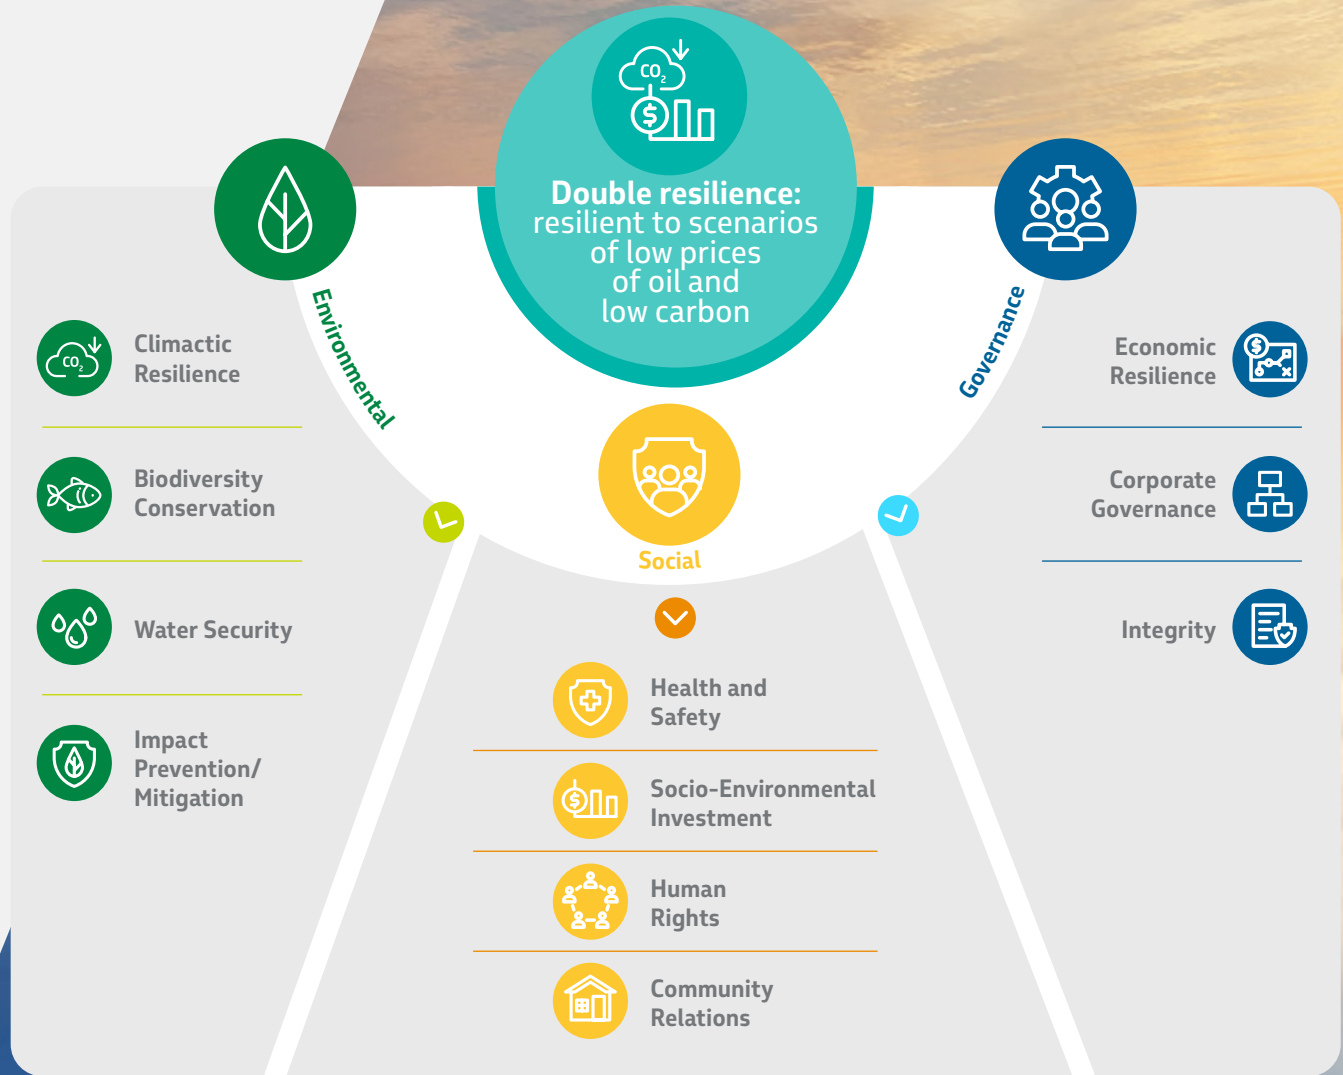 CO2
$
Double resilience:
resilient to scenarios
of low prices
of oil and
low carbon
Environmental
CO2
Climactic
Resilience
Biodiversity
Conservation
Water Security
Impact
Prevention/
Mitigation
Social
Health and
Safety
$
Socio-Environmental
Investment
Human
Rights
Community
Relations
Governance
$
Economic
Resilience
Corporate
Governance
Integrity